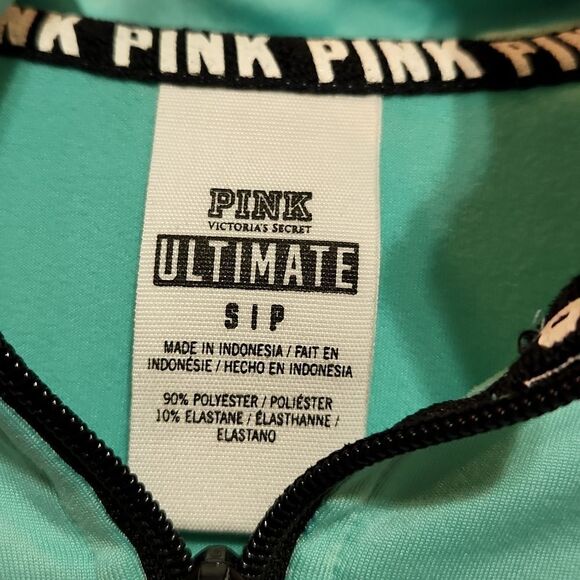 NK PINK PINK PINK
PINK
VICTORIA'S SECRET
ULTIMATE
S I P
MADE IN INDONESIA / FAIT EN
INDONÉSIE / HECHO EN INDONESIA
90% POLYESTER / POLIÉSTER
10% ELASTANE / ÉLASTHANNE /
ELASTANO